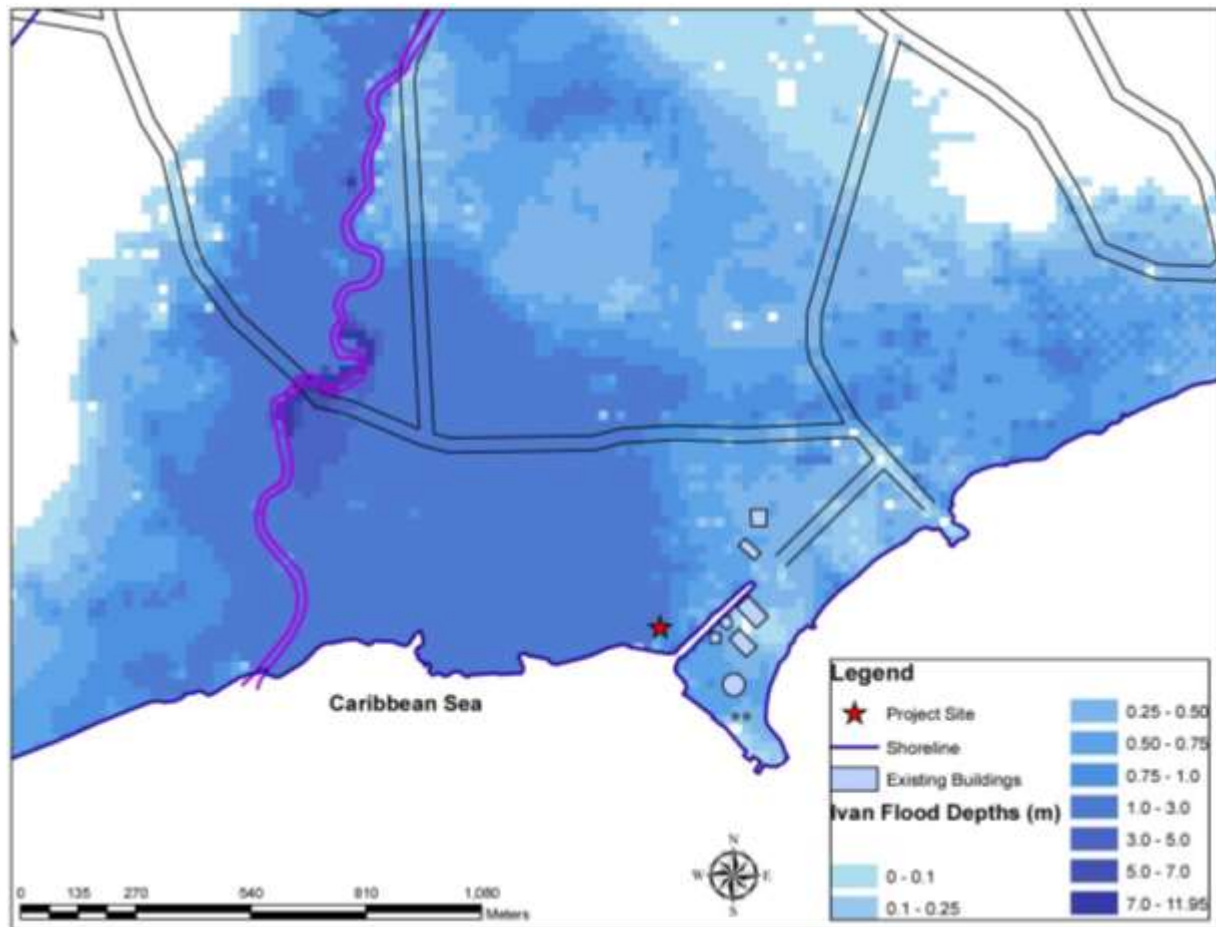 Caribbean Sea
N
W E
S
0 135 270 540 810 1,080
Meters
Legend
Project Site
Shoreline
Existing Buildings
Ivan Flood Depths (m)
0 - 0.1
0.1 - 0.25
0.25 - 0.50
0.50 - 0.75
0.75 - 1.0
1.0 - 3.0
3.0 - 5.0
5.0 - 7.0
7.0 - 11.95